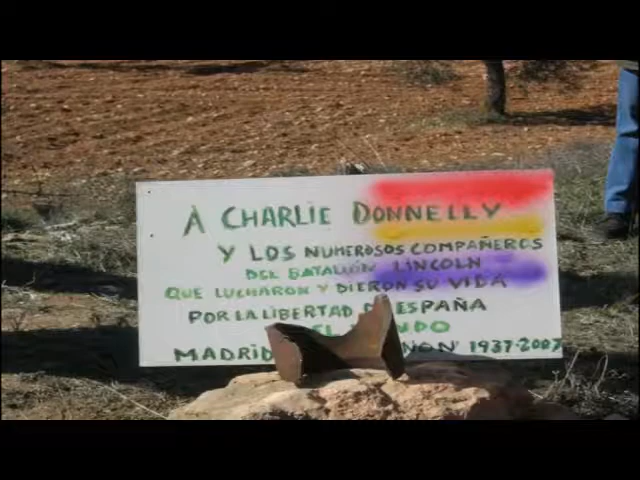 A CHARLIE DONNELLY
Y LOS NUMEROSOS COMPAÑEROS
DEL BATALLÓN LINCOLN
QUE LUCHARON Y DIERON SU VIDA
POR LA LIBERTAD DE ESPAÑA
MADRID 1937-2007